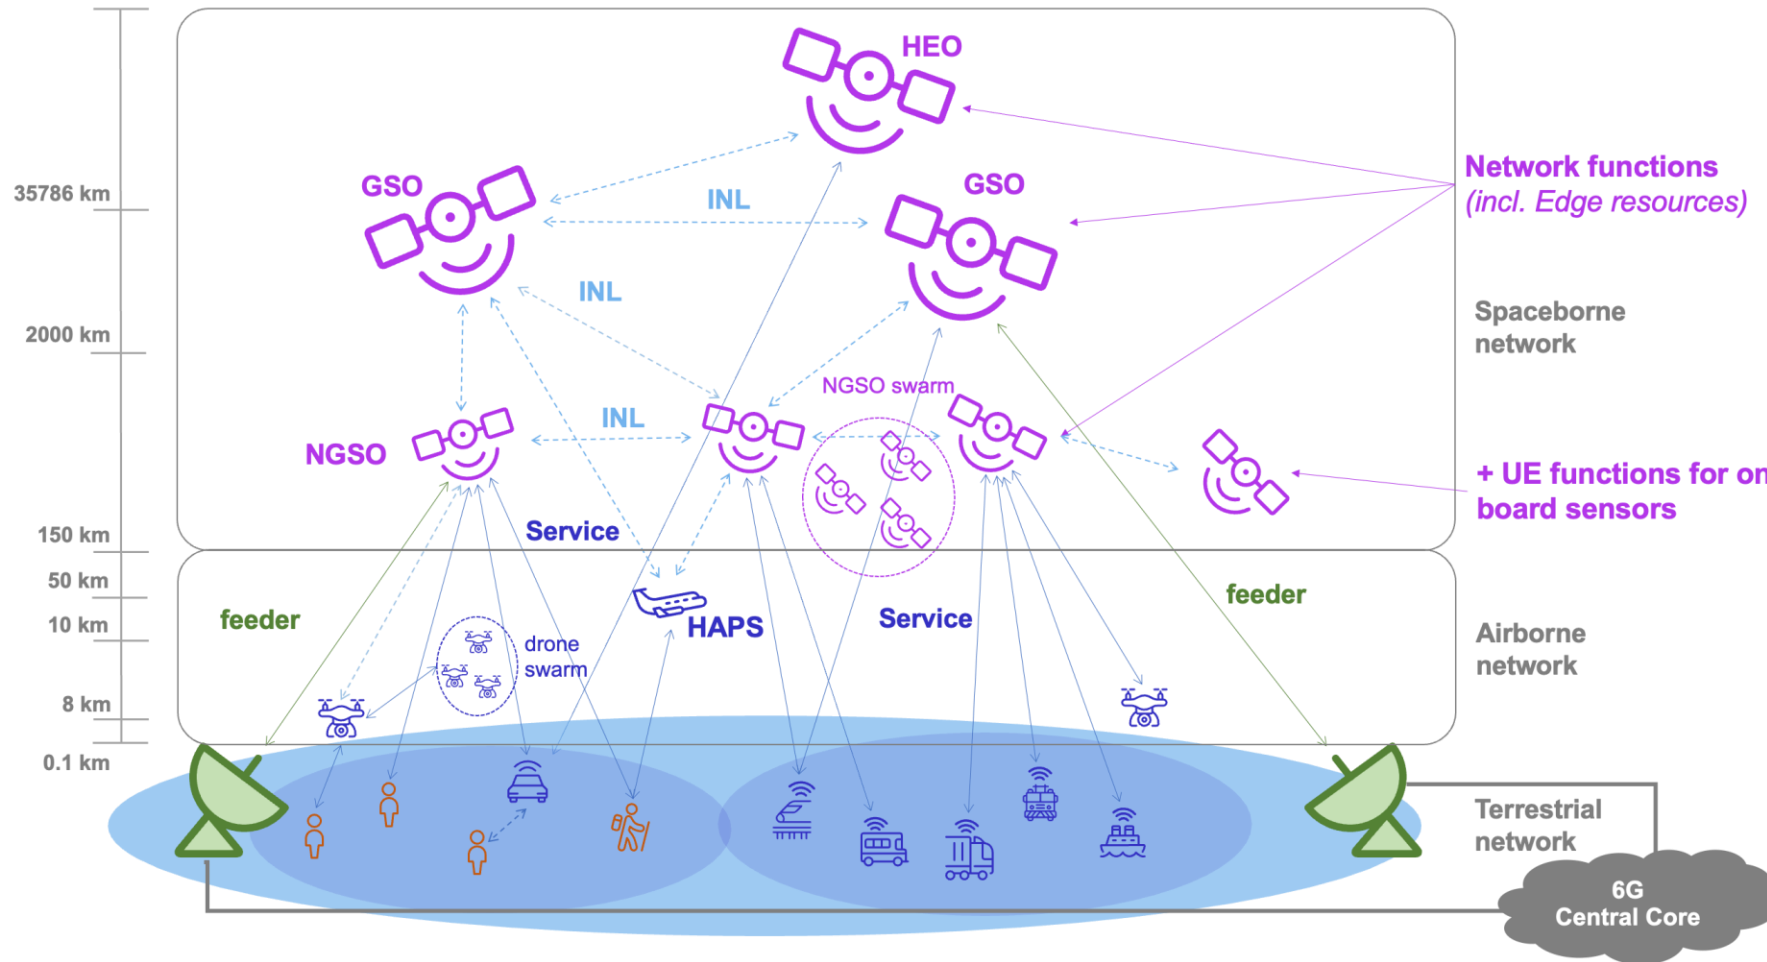 HEO
GSO
GSO
INL
35786 km
Network functions
(incl. Edge resources)
INL
2000 km
Spaceborne
network
NGSO swarm
INL
NGSO
+ UE functions for on
board sensors
Service
150 km
50 km
feeder
feeder
10 km
HAPS
Service
Airborne
network
drone
swarm
8 km
0.1 km
Terrestrial
network
6G
Central Core